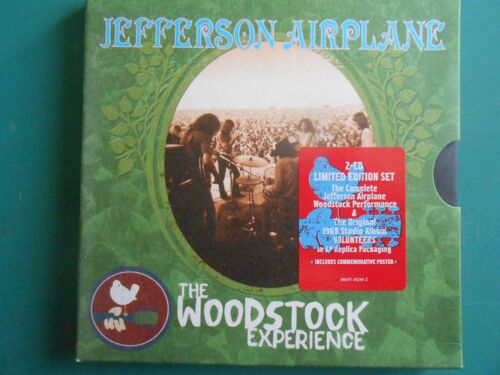 JEFFERSON AIRPLANE
2-CD
LIMITED EDITION SET
The Complete
Jefferson Airplane
Woodstock Performance
&
The Original
1969 Studio Album
VOLUNTEERS
in LP Replica Packaging
• INCLUDES COMMEMORATIVE POSTER •
THE
WOODSTOCK
EXPERIENCE